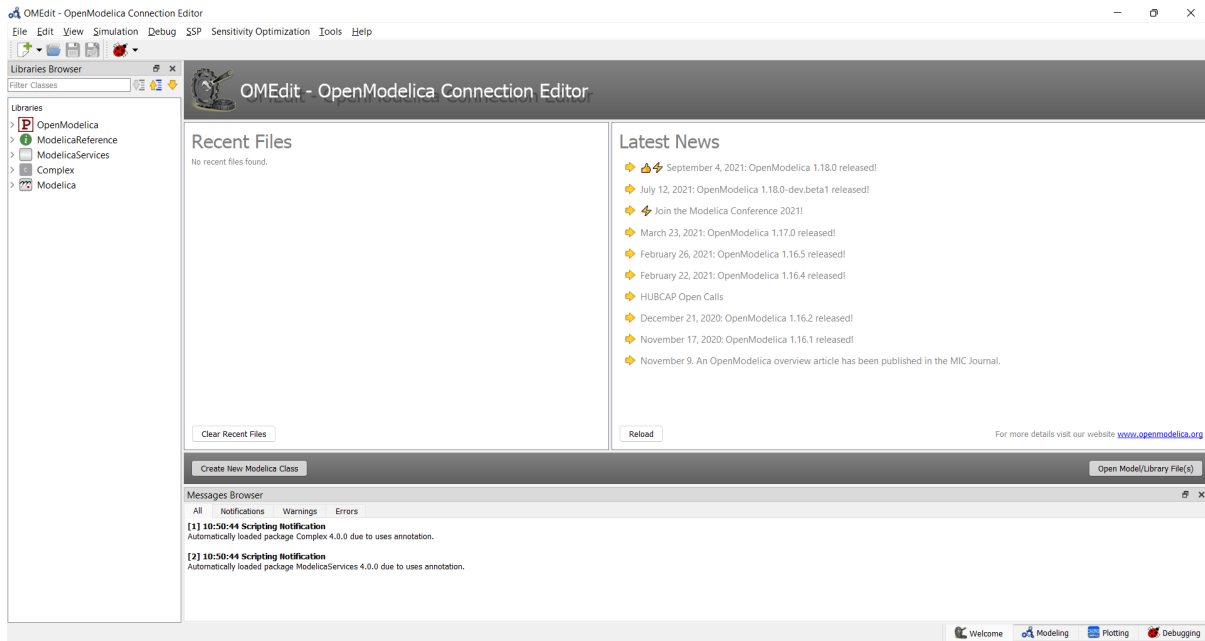 OMEdit - OpenModelica Connection Editor
File Edit View Simulation Debug SSP Sensitivity Optimization Tools Help
Libraries Browser
Filter Classes
Libraries
OpenModelica
ModelicaReference
ModelicaServices
Complex
Modelica
OMEdit - OpenModelica Connection Editor
Recent Files
No recent files found.
Clear Recent Files
Latest News
September 4, 2021: OpenModelica 1.18.0 released!
July 12, 2021: OpenModelica 1.18.0-dev.beta1 released!
Join the Modelica Conference 2021!
March 23, 2021: OpenModelica 1.17.0 released!
February 26, 2021: OpenModelica 1.16.5 released!
February 22, 2021: OpenModelica 1.16.4 released!
HUBCAP Open Calls
December 21, 2020: OpenModelica 1.16.2 released!
November 17, 2020: OpenModelica 1.16.1 released!
November 9. An OpenModelica overview article has been published in the MIC Journal.
Reload
For more details visit our website www.openmodelica.org
Create New Modelica Class
Open Model/Library File(s)
Messages Browser
All Notifications Warnings Errors
[1] 10:50:44 Scripting Notification
Automatically loaded package Complex 4.0.0 due to uses annotation.
[2] 10:50:44 Scripting Notification
Automatically loaded package ModelicaServices 4.0.0 due to uses annotation.
Welcome Modeling Plotting Debugging